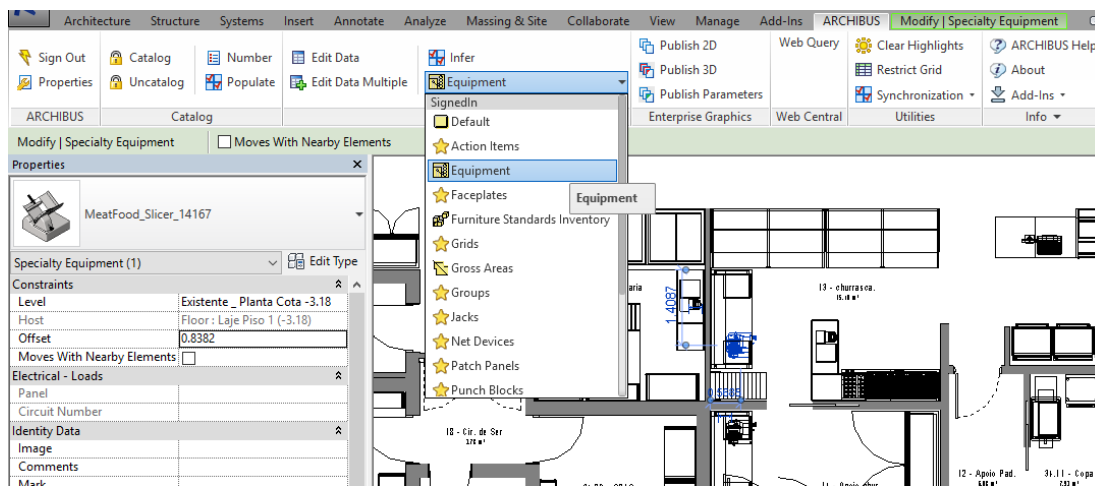 Architecture Structure Systems Insert Annotate Analyze Massing & Site Collaborate View Manage Add-Ins ARCHIBUS Modify | Specialty Equipment
Sign Out
Properties
ARCHIBUS
Catalog
Uncatalog
Number
Populate
Catalog
Edit Data
Edit Data Multiple
Infer
Equipment
Publish 2D
Publish 3D
Publish Parameters
Enterprise Graphics
Web Query
Web Central
Clear Highlights
Restrict Grid
Synchronization
Utilities
ARCHIBUS Help
About
Add-Ins
Info
Modify | Specialty Equipment
Moves With Nearby Elements
SignedIn
Default
Action Items
Equipment
Faceplates
Furniture Standards Inventory
Grids
Gross Areas
Groups
Jacks
Net Devices
Patch Panels
Punch Blocks
Equipment
Properties
MeatFood_Slicer_14167
Specialty Equipment (1)
Edit Type
Constraints
Level Existente _ Planta Cota -3.18
Host Floor : Laje Piso 1 (-3.18)
Offset 0.8382
Moves With Nearby Elements
Electrical - Loads
Panel
Circuit Number
Identity Data
Image
Comments
Mark
aria
1.4087
13 - churrasca.
18 - Cir. de Ser
12 - Apoio Pad.
31.11 - Copa